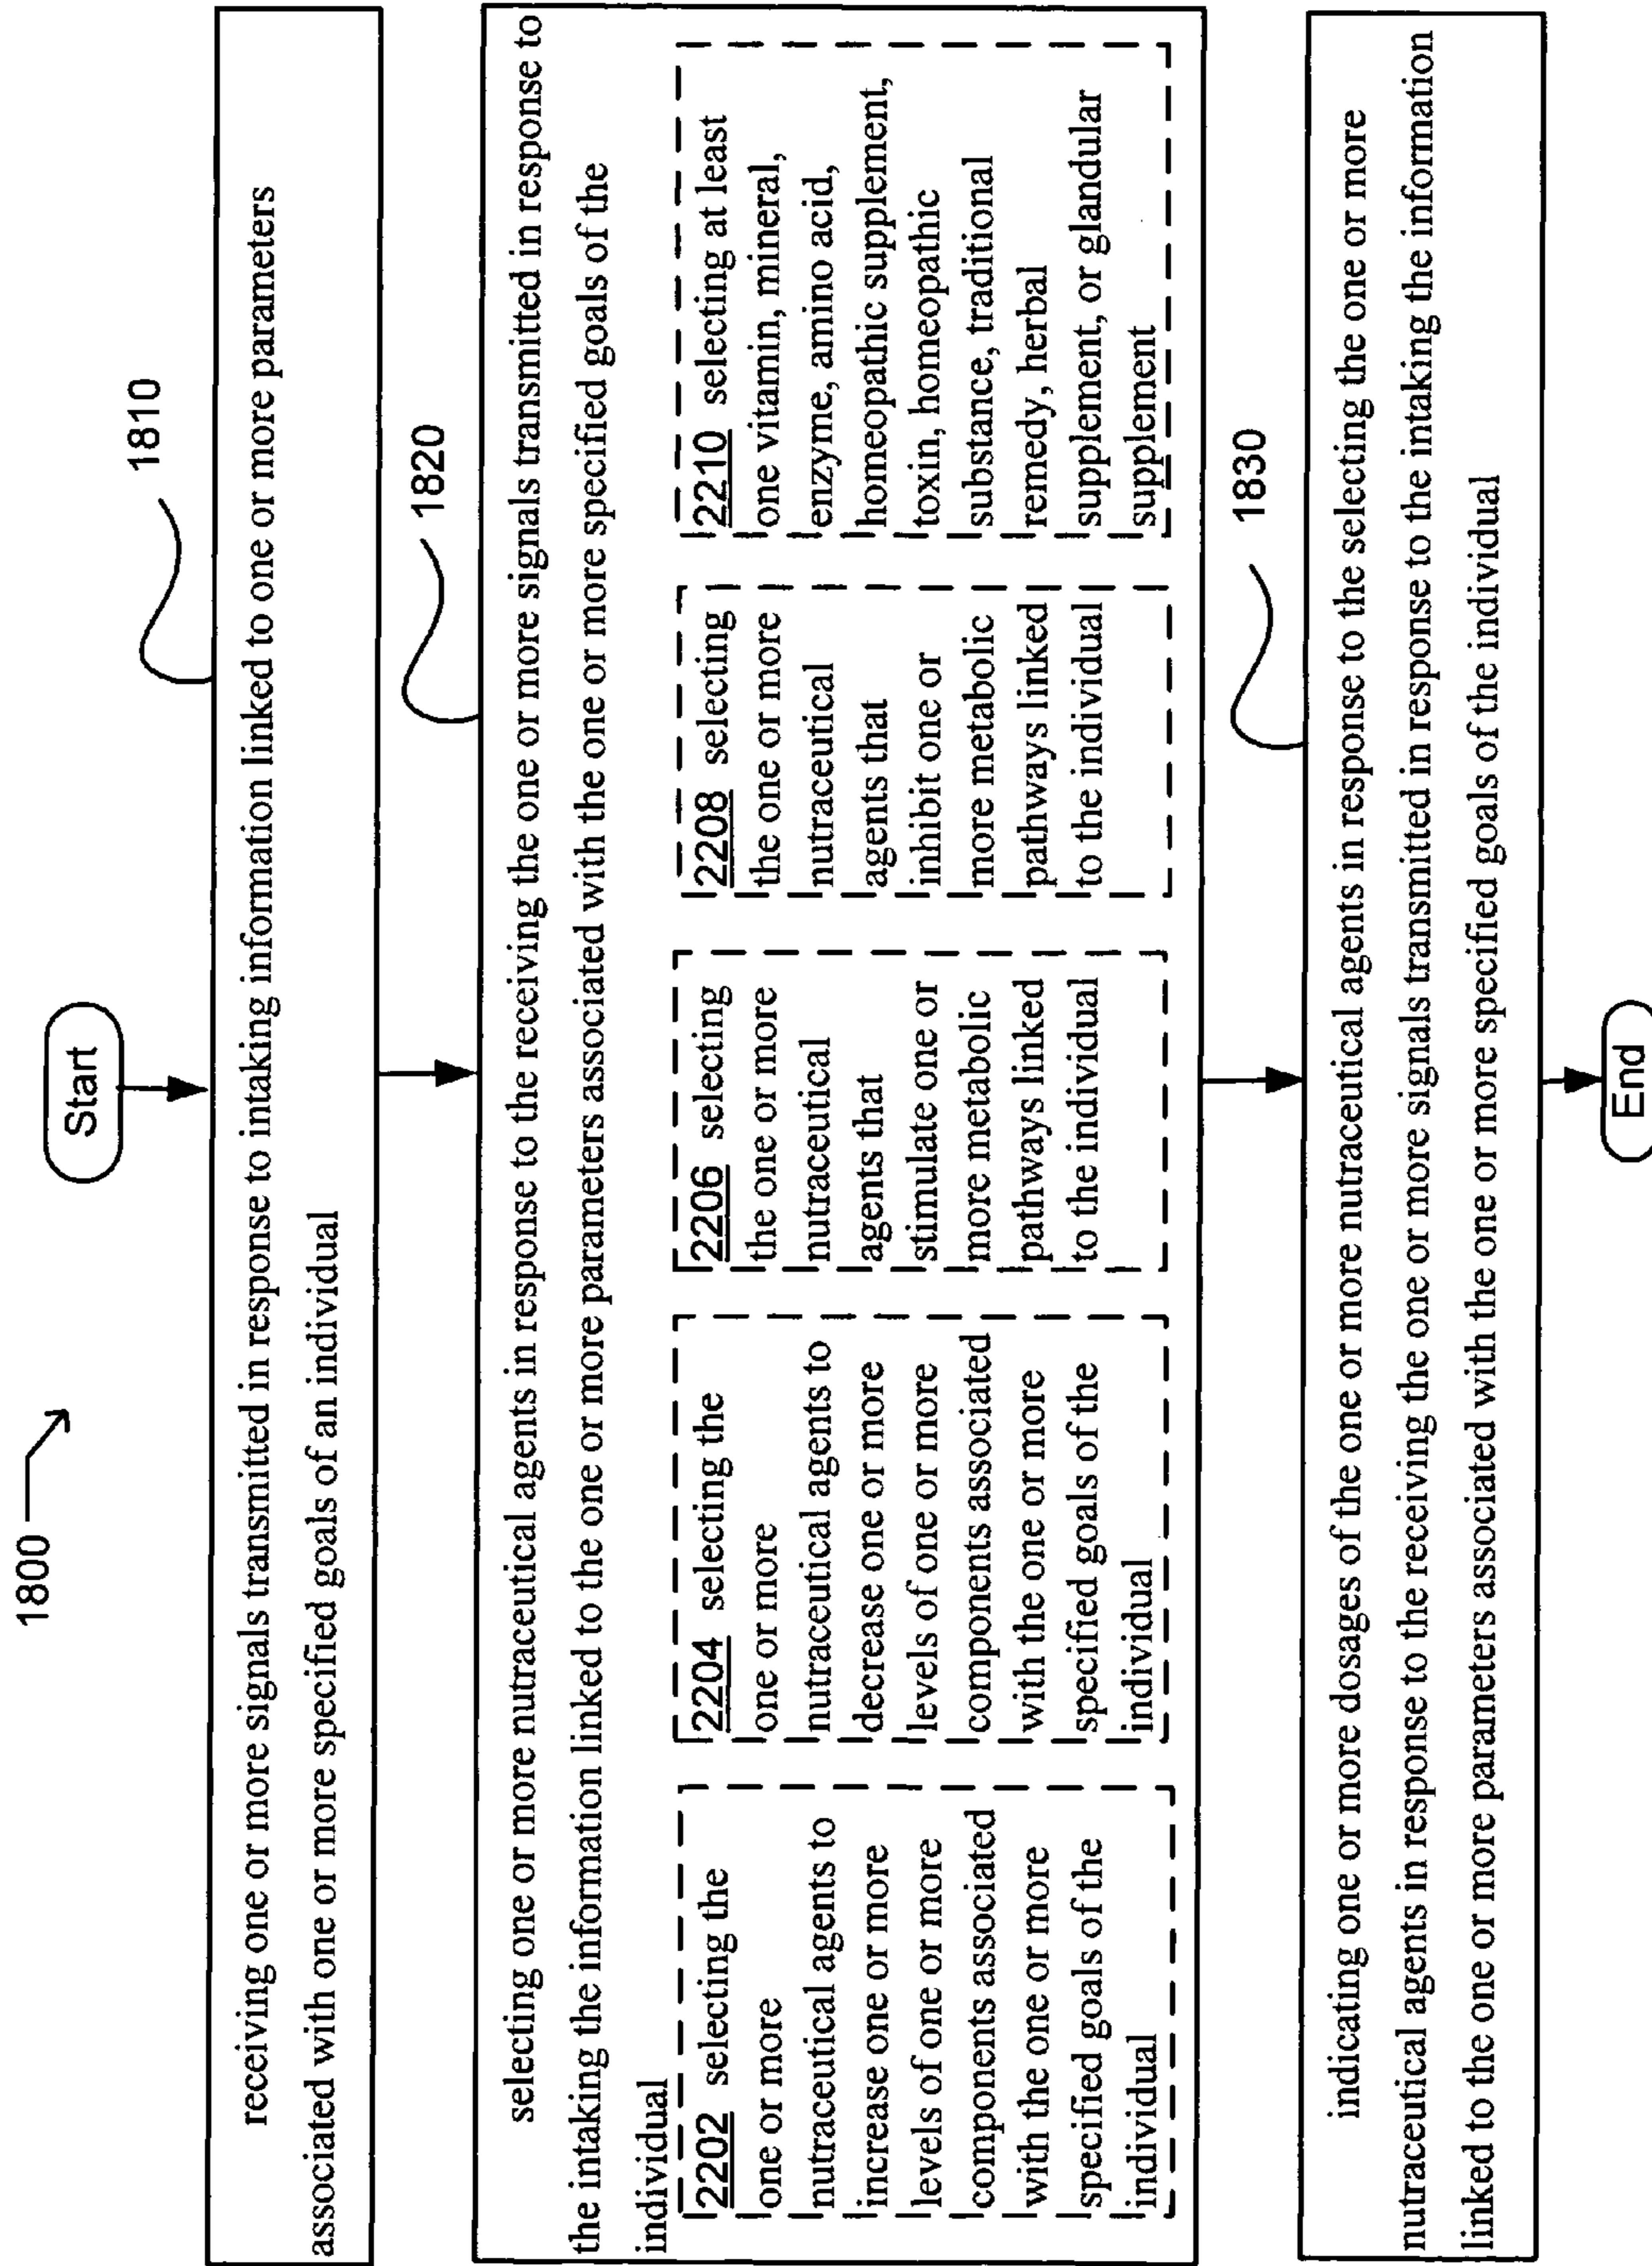 1800
Start
1810
receiving one or more signals transmitted in response to intaking information linked to one or more parameters
associated with one or more specified goals of an individual
1820
selecting one or more nutraceutical agents in response to the receiving the one or more signals transmitted in response to
the intaking the information linked to the one or more parameters associated with the one or more specified goals of the
individual
2202 selecting the
one or more
nutraceutical agents to
increase one or more
levels of one or more
components associated
with the one or more
specified goals of the
individual
2204 selecting the
one or more
nutraceutical agents to
decrease one or more
levels of one or more
components associated
with the one or more
specified goals of the
individual
2206 selecting
the one or more
nutraceutical
agents that
stimulate one or
more metabolic
pathways linked
to the individual
2208 selecting
the one or more
nutraceutical
agents that
inhibit one or
more metabolic
pathways linked
to the individual
2210 selecting at least
one vitamin, mineral,
enzyme, amino acid,
homeopathic supplement,
toxin, homeopathic
substance, traditional
remedy, herbal
supplement, or glandular
supplement
1830
indicating one or more dosages of the one or more nutraceutical agents in response to the selecting the one or more
nutraceutical agents in response to the receiving the one or more signals transmitted in response to the intaking the information
linked to the one or more parameters associated with the one or more specified goals of the individual
End